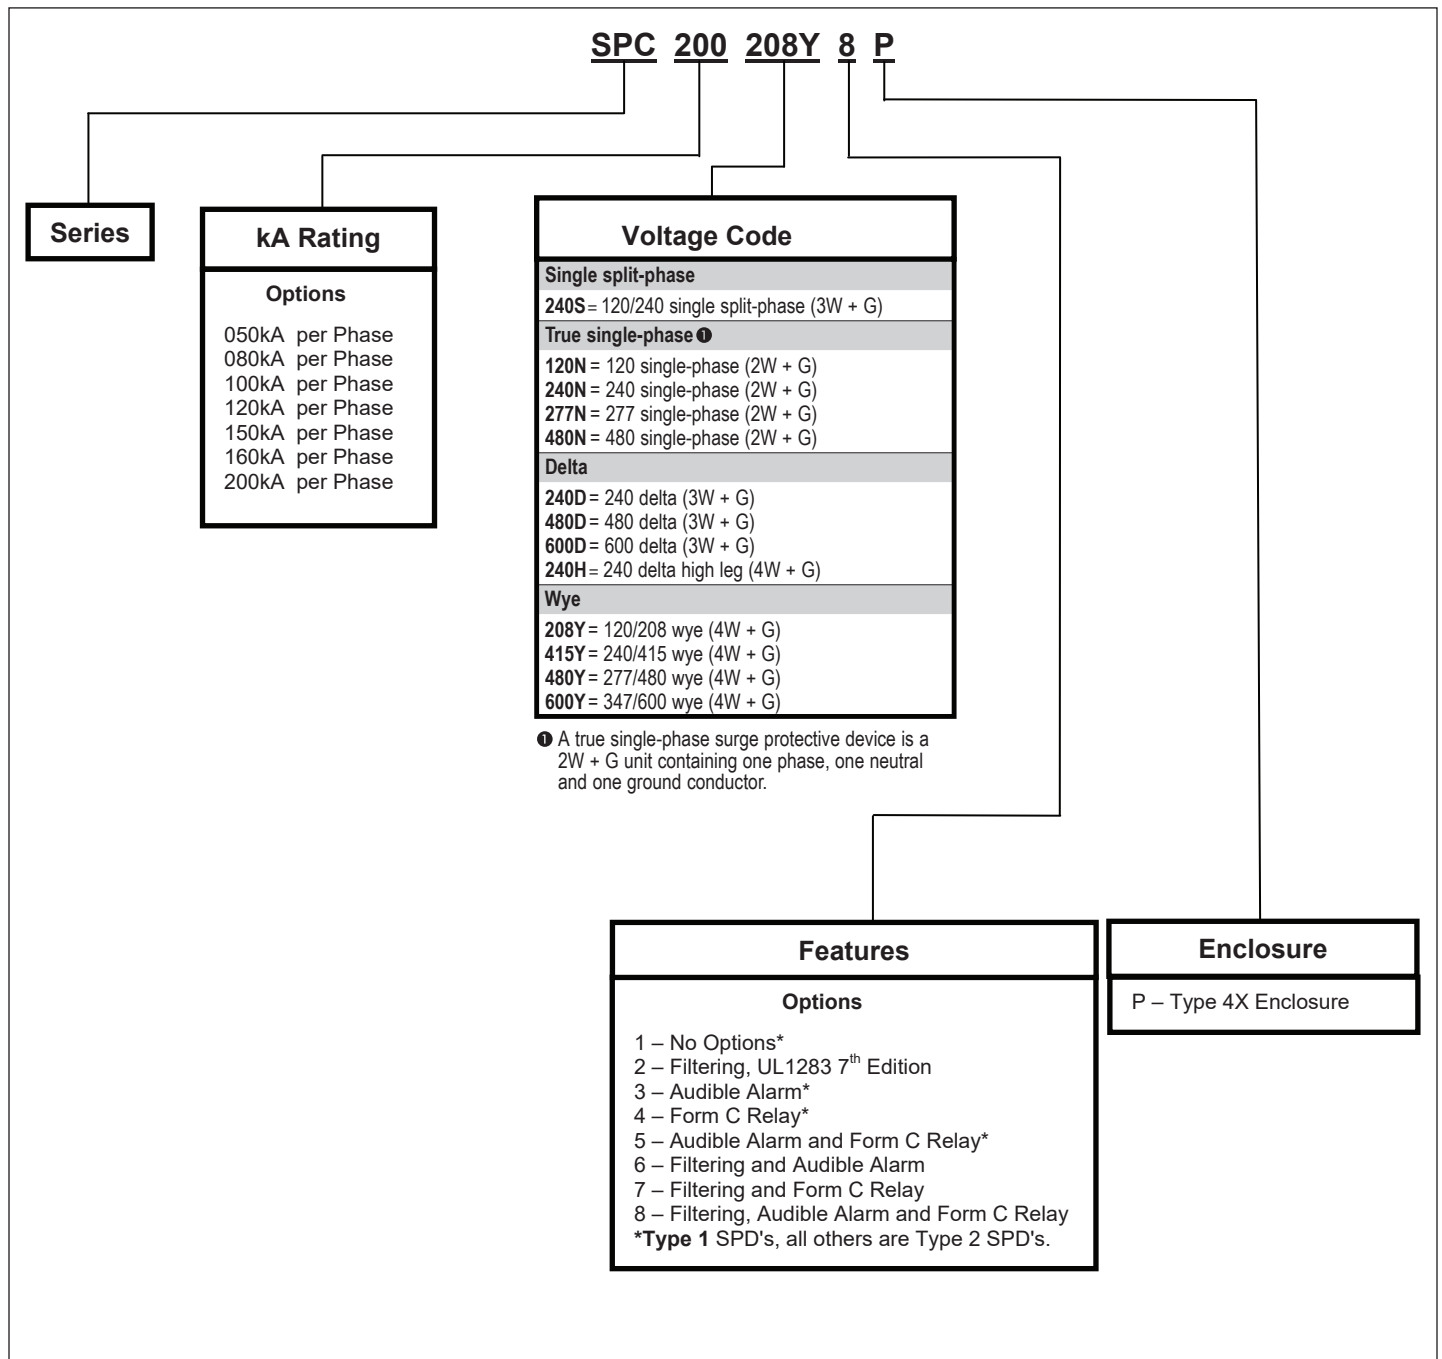 SPC 200 208Y 8 P
Series
kA Rating
Options
050kA per Phase
080kA per Phase
100kA per Phase
120kA per Phase
150kA per Phase
160kA per Phase
200kA per Phase
Voltage Code
Single split-phase
240S = 120/240 single split-phase (3W + G)
True single-phase ❶
120N = 120 single-phase (2W + G)
240N = 240 single-phase (2W + G)
277N = 277 single-phase (2W + G)
480N = 480 single-phase (2W + G)
Delta
240D = 240 delta (3W + G)
480D = 480 delta (3W + G)
600D = 600 delta (3W + G)
240H = 240 delta high leg (4W + G)
Wye
208Y = 120/208 wye (4W + G)
415Y = 240/415 wye (4W + G)
480Y = 277/480 wye (4W + G)
600Y = 347/600 wye (4W + G)
❶ A true single-phase surge protective device is a
2W + G unit containing one phase, one neutral
and one ground conductor.
Features
Options
1 – No Options*
2 – Filtering, UL1283 7th Edition
3 – Audible Alarm*
4 – Form C Relay*
5 – Audible Alarm and Form C Relay*
6 – Filtering and Audible Alarm
7 – Filtering and Form C Relay
8 – Filtering, Audible Alarm and Form C Relay
*Type 1 SPD's, all others are Type 2 SPD's.
Enclosure
P – Type 4X Enclosure